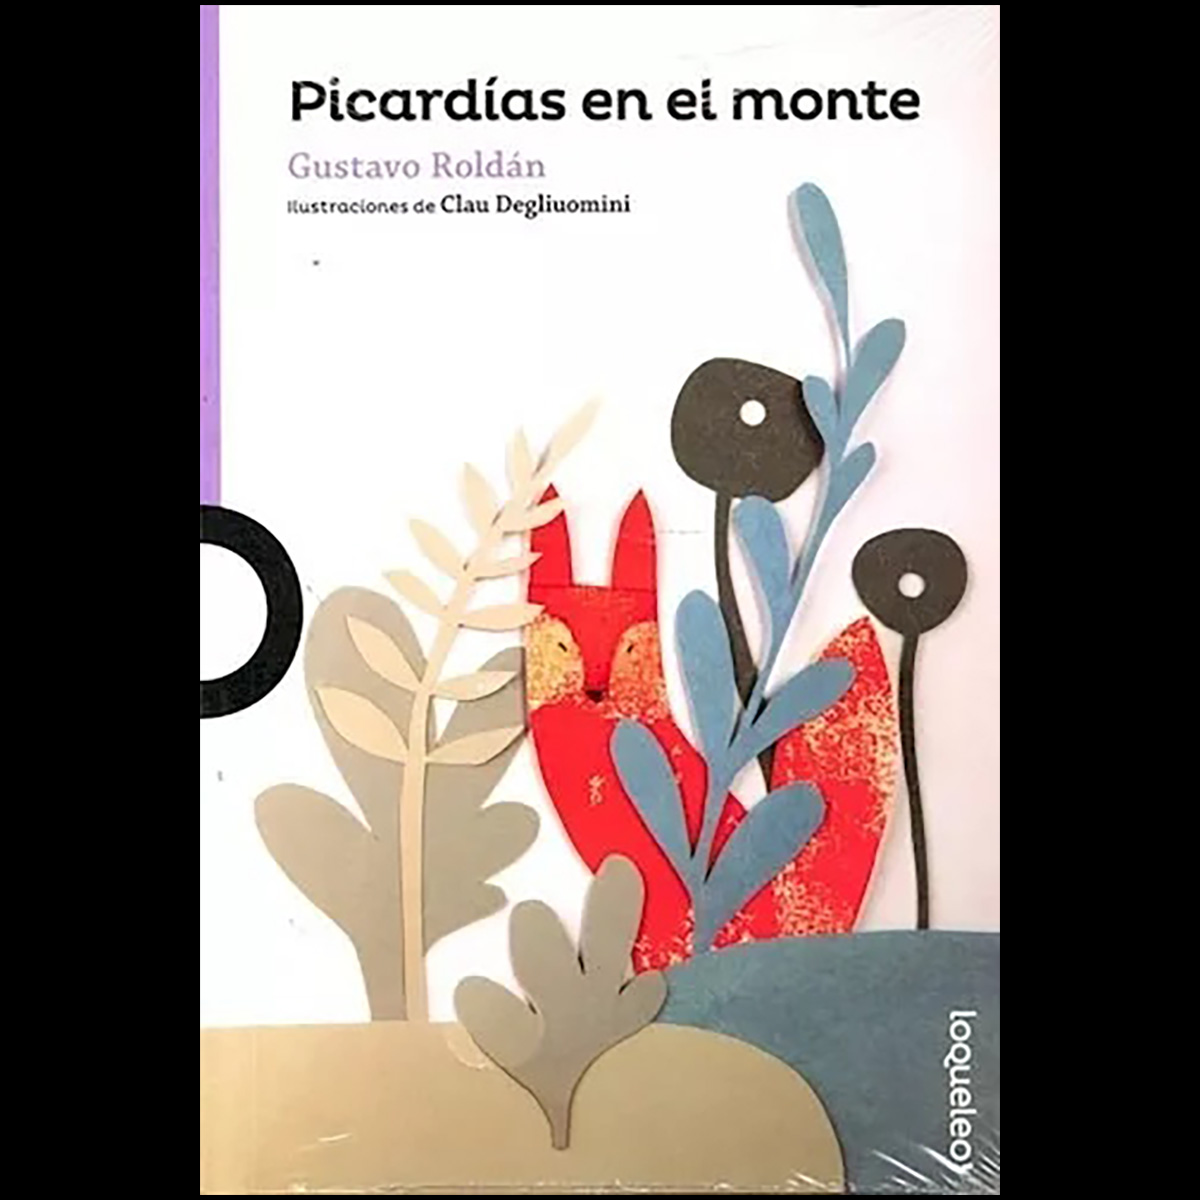 Picardías en el monte
Gustavo Roldán
Ilustraciones de Clau Degliuomini
loqueleo